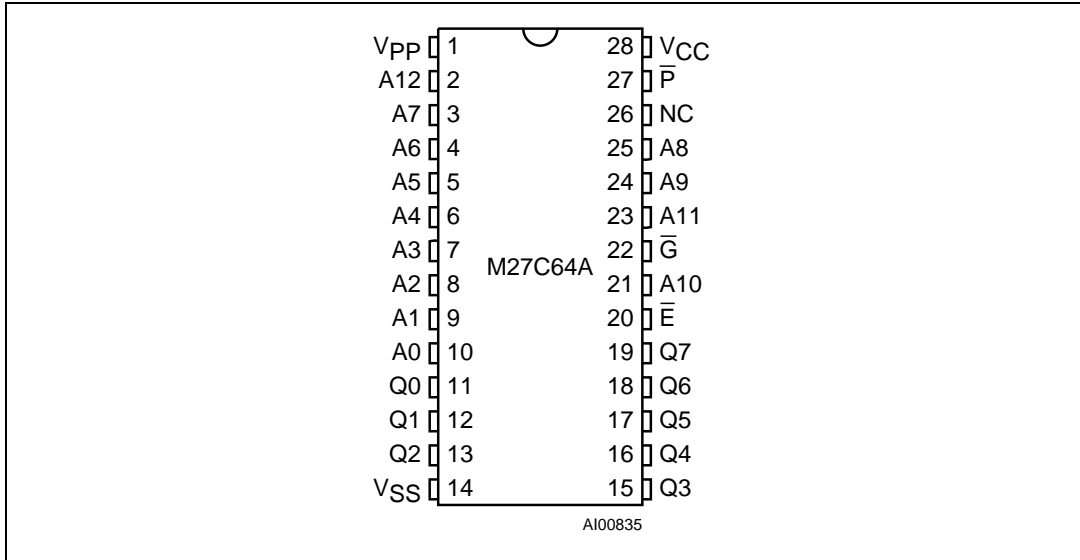 VPP 1 28 VCC
A12 2 27 P̅
A7 3 26 NC
A6 4 25 A8
A5 5 24 A9
A4 6 23 A11
A3 7 22 G̅
M27C64A
A2 8 21 A10
A1 9 20 E̅
A0 10 19 Q7
Q0 11 18 Q6
Q1 12 17 Q5
Q2 13 16 Q4
VSS 14 15 Q3
AI00835